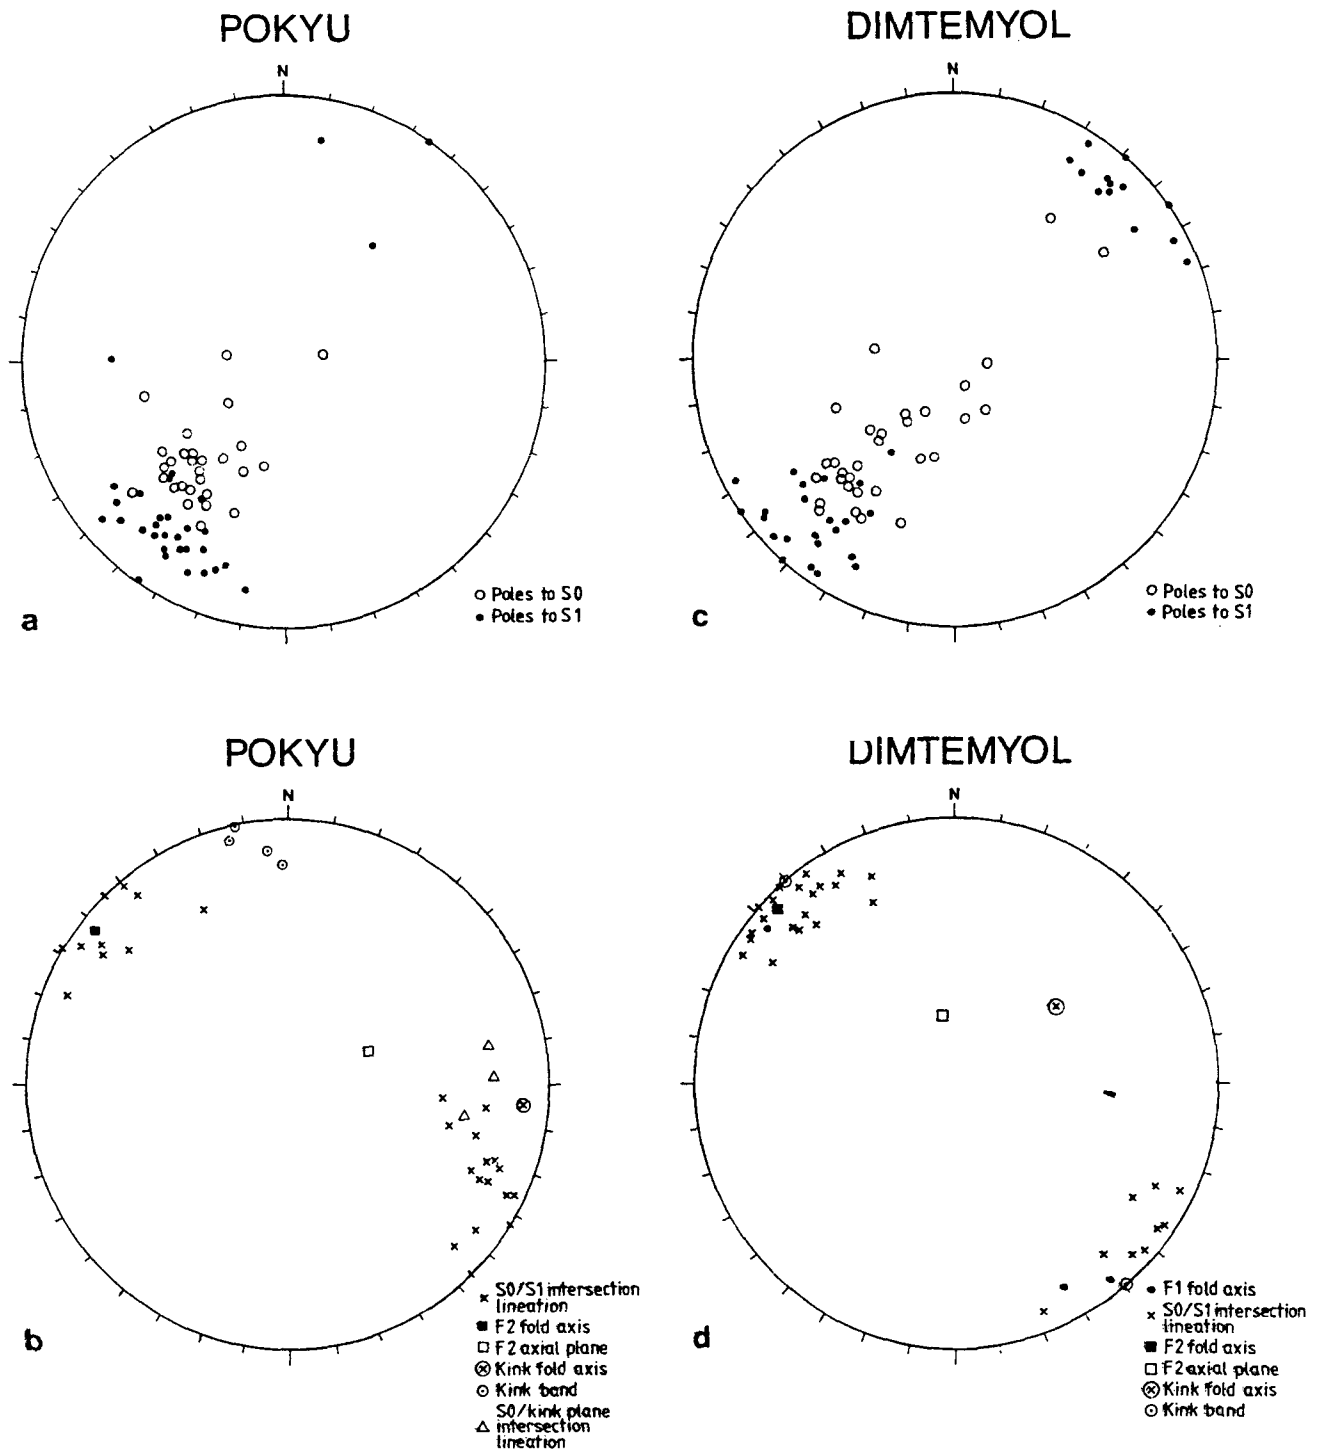 POKYU
N
Poles to S0
Poles to S1
a
DIMTEMYOL
N
Poles to S0
Poles to S1
c
POKYU
N
S0/S1 intersection
lineation
F2 fold axis
F2 axial plane
Kink fold axis
Kink band
S0/kink plane
intersection
lineation
b
DIMTEMYOL
N
F1 fold axis
S0/S1 intersection
lineation
F2 fold axis
F2 axial plane
Kink fold axis
Kink band
d